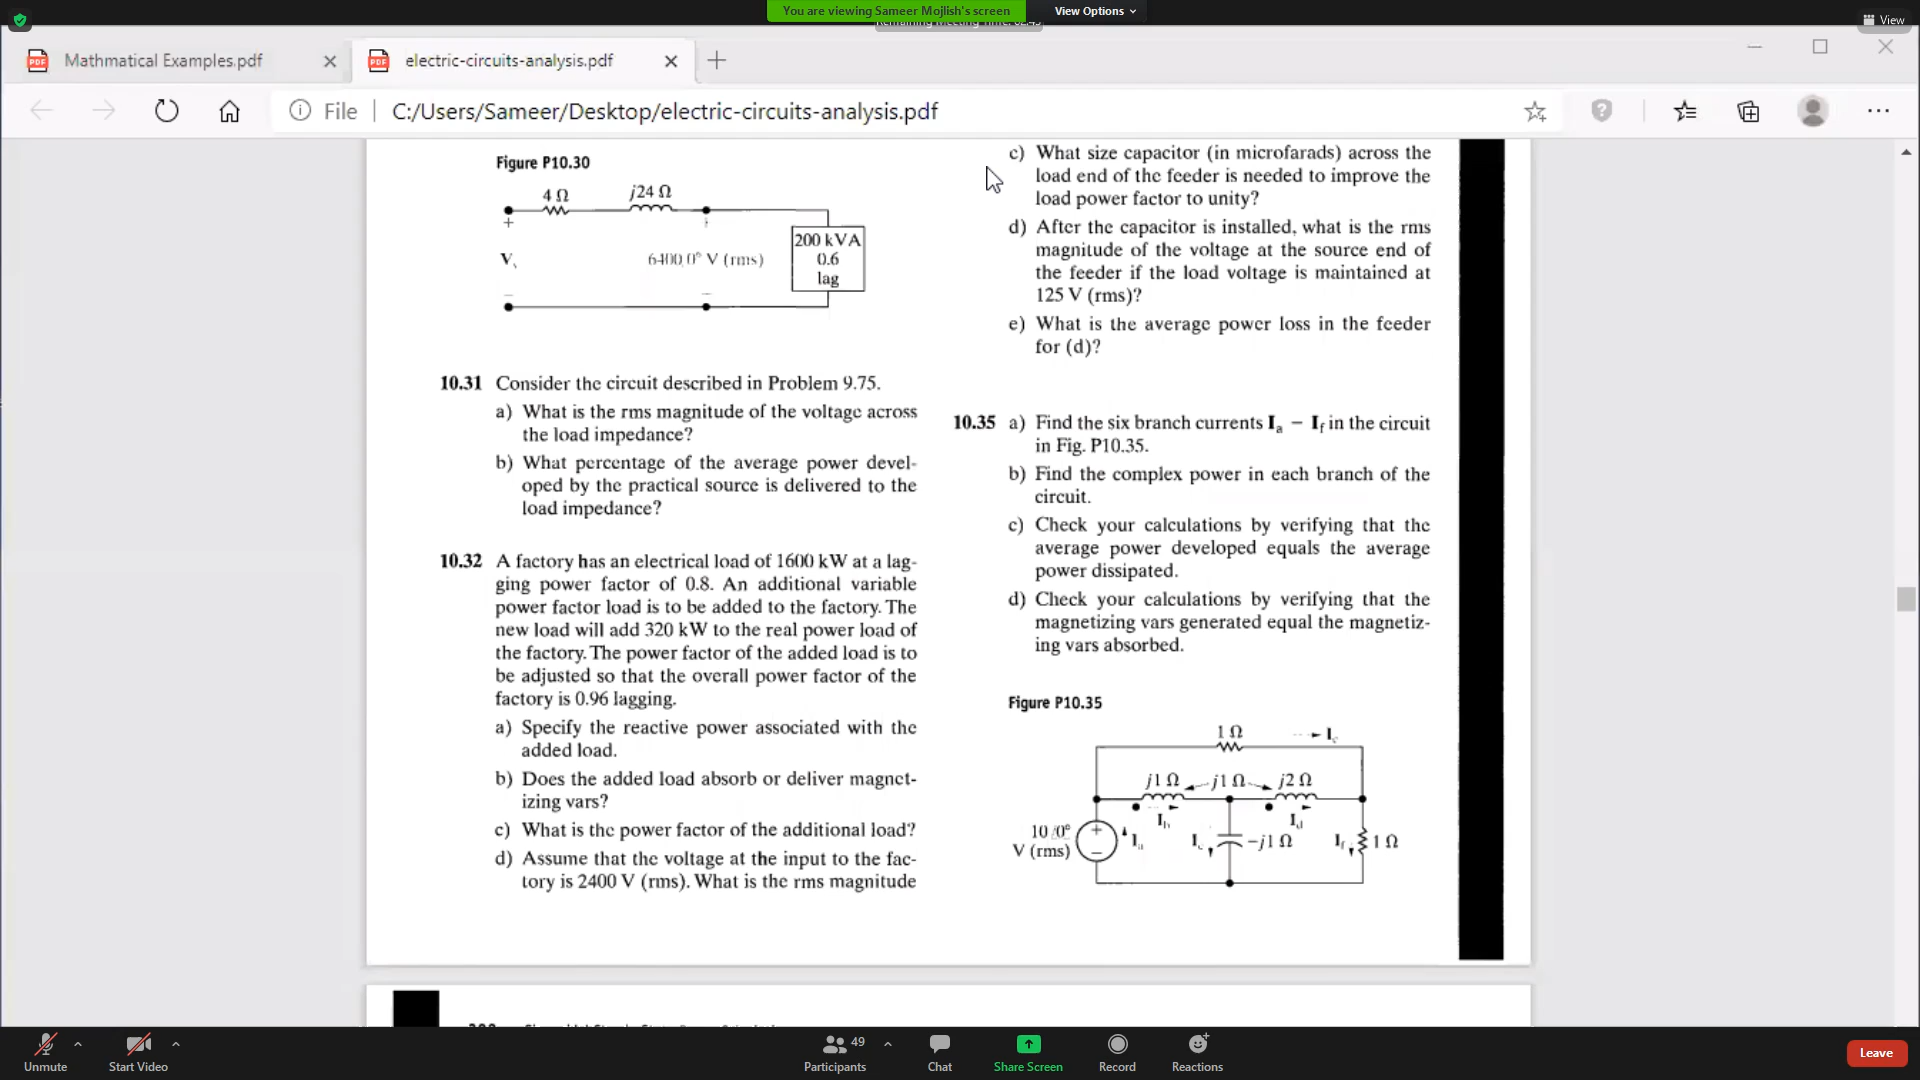 You are viewing Sameer Mojlish's screen
View Options
View
Mathmatical Examples.pdf
electric-circuits-analysis.pdf
File
C:/Users/Sameer/Desktop/electric-circuits-analysis.pdf
Figure P10.30
4 Ω
j24 Ω
+
200 kVA
0.6
lag
V (rms)
10.31 Consider the circuit described in Problem 9.75.
a) What is the rms magnitude of the voltage across
the load impedance?
b) What percentage of the average power devel-
oped by the practical source is delivered to the
load impedance?
10.32 A factory has an electrical load of 1600 kW at a lag-
ging power factor of 0.8. An additional variable
power factor load is to be added to the factory. The
new load will add 320 kW to the real power load of
the factory. The power factor of the added load is to
be adjusted so that the overall power factor of the
factory is 0.96 lagging.
a) Specify the reactive power associated with the
added load.
b) Does the added load absorb or deliver magnet-
izing vars?
c) What is the power factor of the additional load?
d) Assume that the voltage at the input to the fac-
tory is 2400 V (rms). What is the rms magnitude
c) What size capacitor (in microfarads) across the
load end of the feeder is needed to improve the
load power factor to unity?
d) After the capacitor is installed, what is the rms
magnitude of the voltage at the source end of
the feeder if the load voltage is maintained at
125 V (rms)?
e) What is the average power loss in the feeder
for (d)?
10.35 a) Find the six branch currents Iₐ − I_f in the circuit
in Fig. P10.35.
b) Find the complex power in each branch of the
circuit.
c) Check your calculations by verifying that the
average power developed equals the average
power dissipated.
d) Check your calculations by verifying that the
magnetizing vars generated equal the magnetiz-
ing vars absorbed.
Figure P10.35
1 Ω
j1 Ω
j1 Ω
j2 Ω
10/0°
V (rms)
+
−
−j1 Ω
1 Ω
Unmute
Start Video
49
Participants
Chat
Share Screen
Record
Reactions
Leave